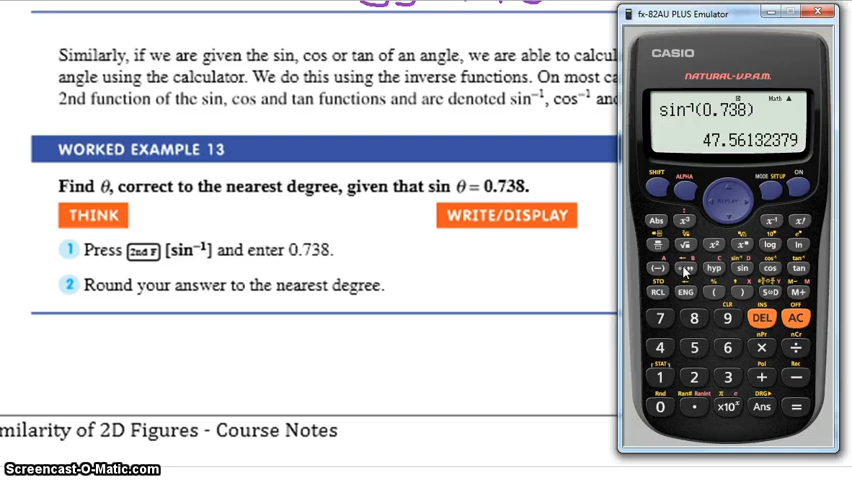 Similarly, if we are given the sin, cos or tan of an angle, we are able to calcul
angle using the calculator. We do this using the inverse functions. On most ca
2nd function of the sin, cos and tan functions and are denoted sin⁻¹, cos⁻¹ an
WORKED EXAMPLE 13
Find θ, correct to the nearest degree, given that sin θ = 0.738.
THINK
WRITE/DISPLAY
1 Press 2nd F [sin⁻¹] and enter 0.738.
2 Round your answer to the nearest degree.
milarity of 2D Figures - Course Notes
Screencast-O-Matic.com
fx-82AU PLUS Emulator
CASIO
NATURAL-V.P.A.M.
Math ▲
sin⁻¹(0.738)
47.56132379
SHIFT ALPHA MODE SETUP ON
REPLAY
Abs x³ x⁻¹ x!
√ x² log ln
(−) hyp sin cos tan
RCL ENG ( ) S⇔D M+
7 8 9 DEL AC
4 5 6 × ÷
1 2 3 + −
0 • ×10ˣ Ans =